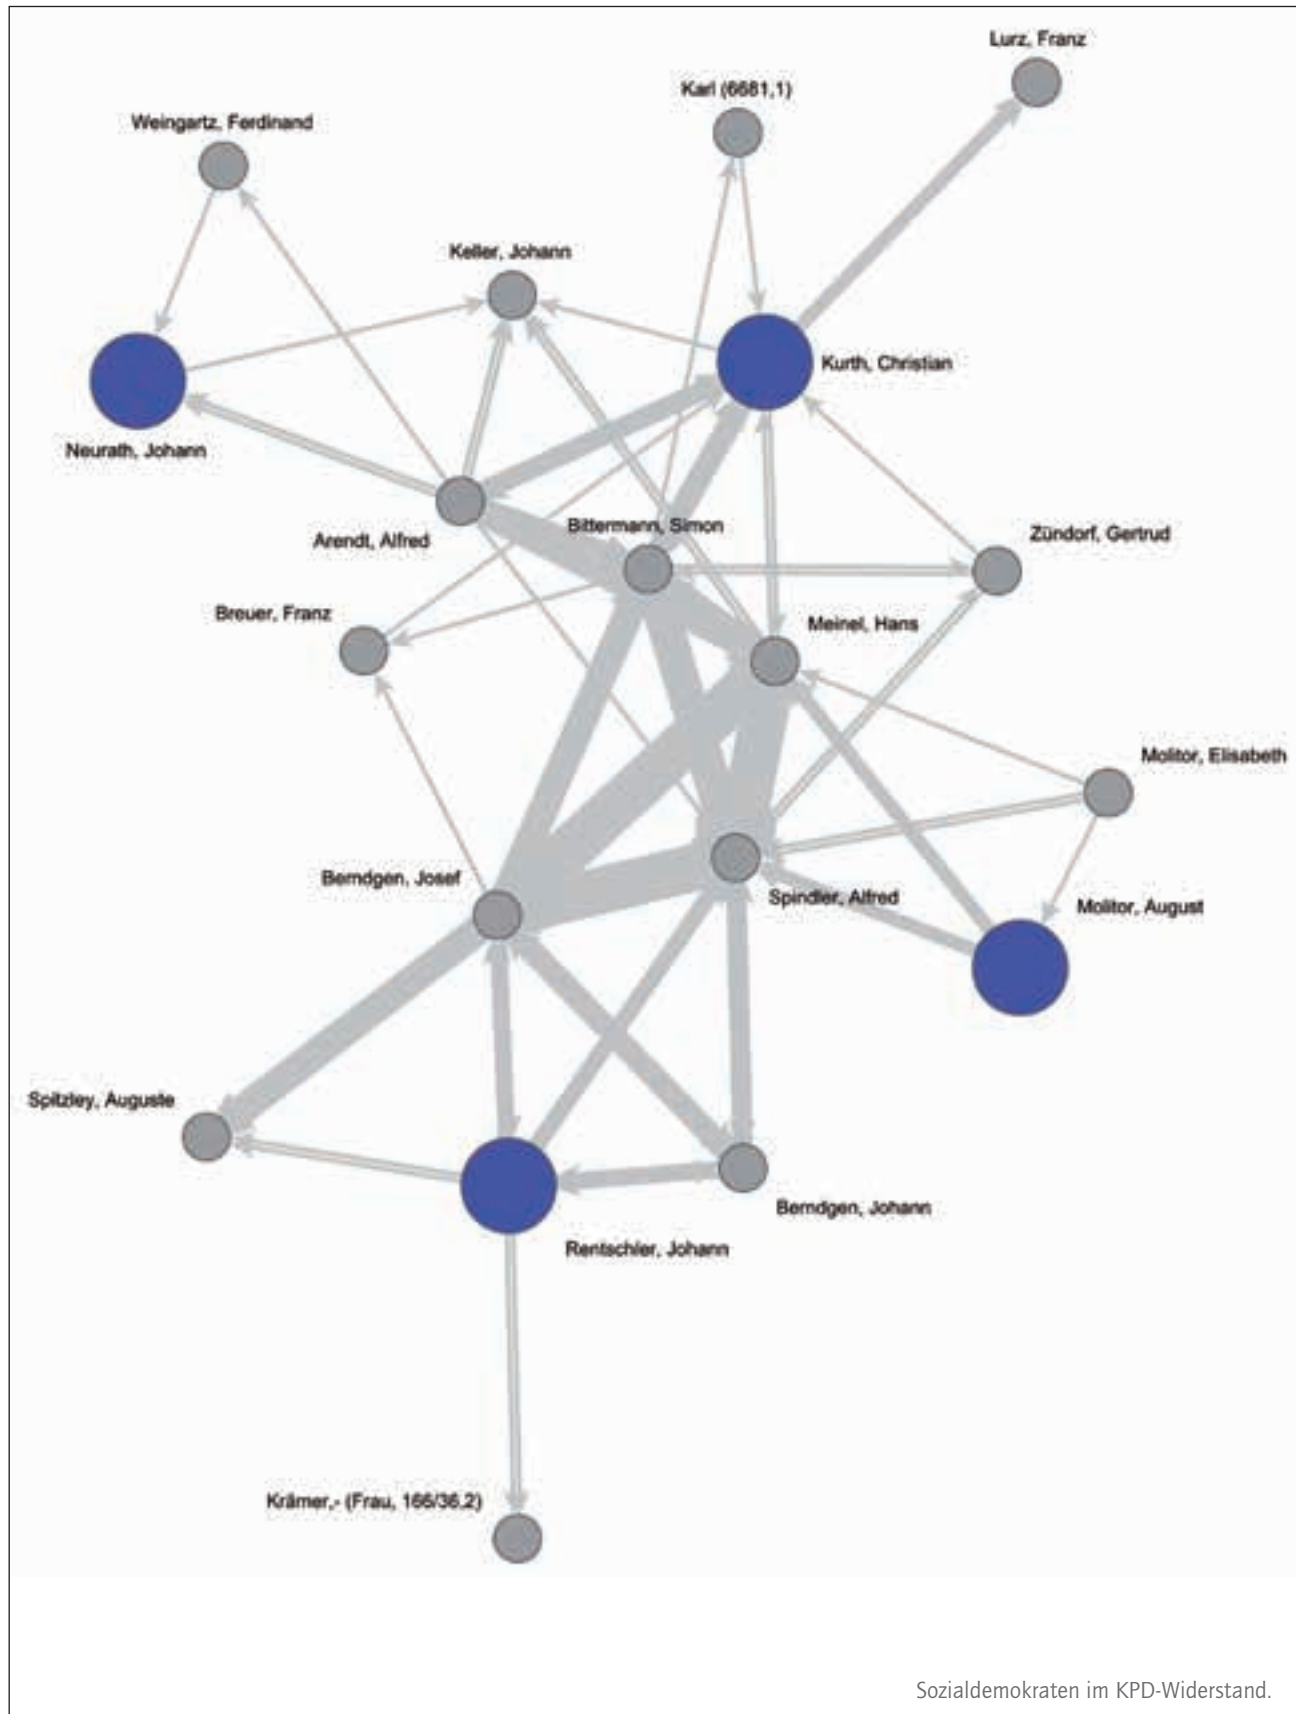 Lurz, Franz
Karl (6681,1)
Weingartz, Ferdinand
Keller, Johann
Kurth, Christian
Neurath, Johann
Bittermann, Simon
Arendt, Alfred
Zündorf, Gertrud
Breuer, Franz
Meinel, Hans
Molitor, Elisabeth
Berndgen, Josef
Spindler, Alfred
Molitor, August
Spitzley, Auguste
Berndgen, Johann
Rentschler, Johann
Krämer,- (Frau, 166/36,2)
Sozialdemokraten im KPD-Widerstand.